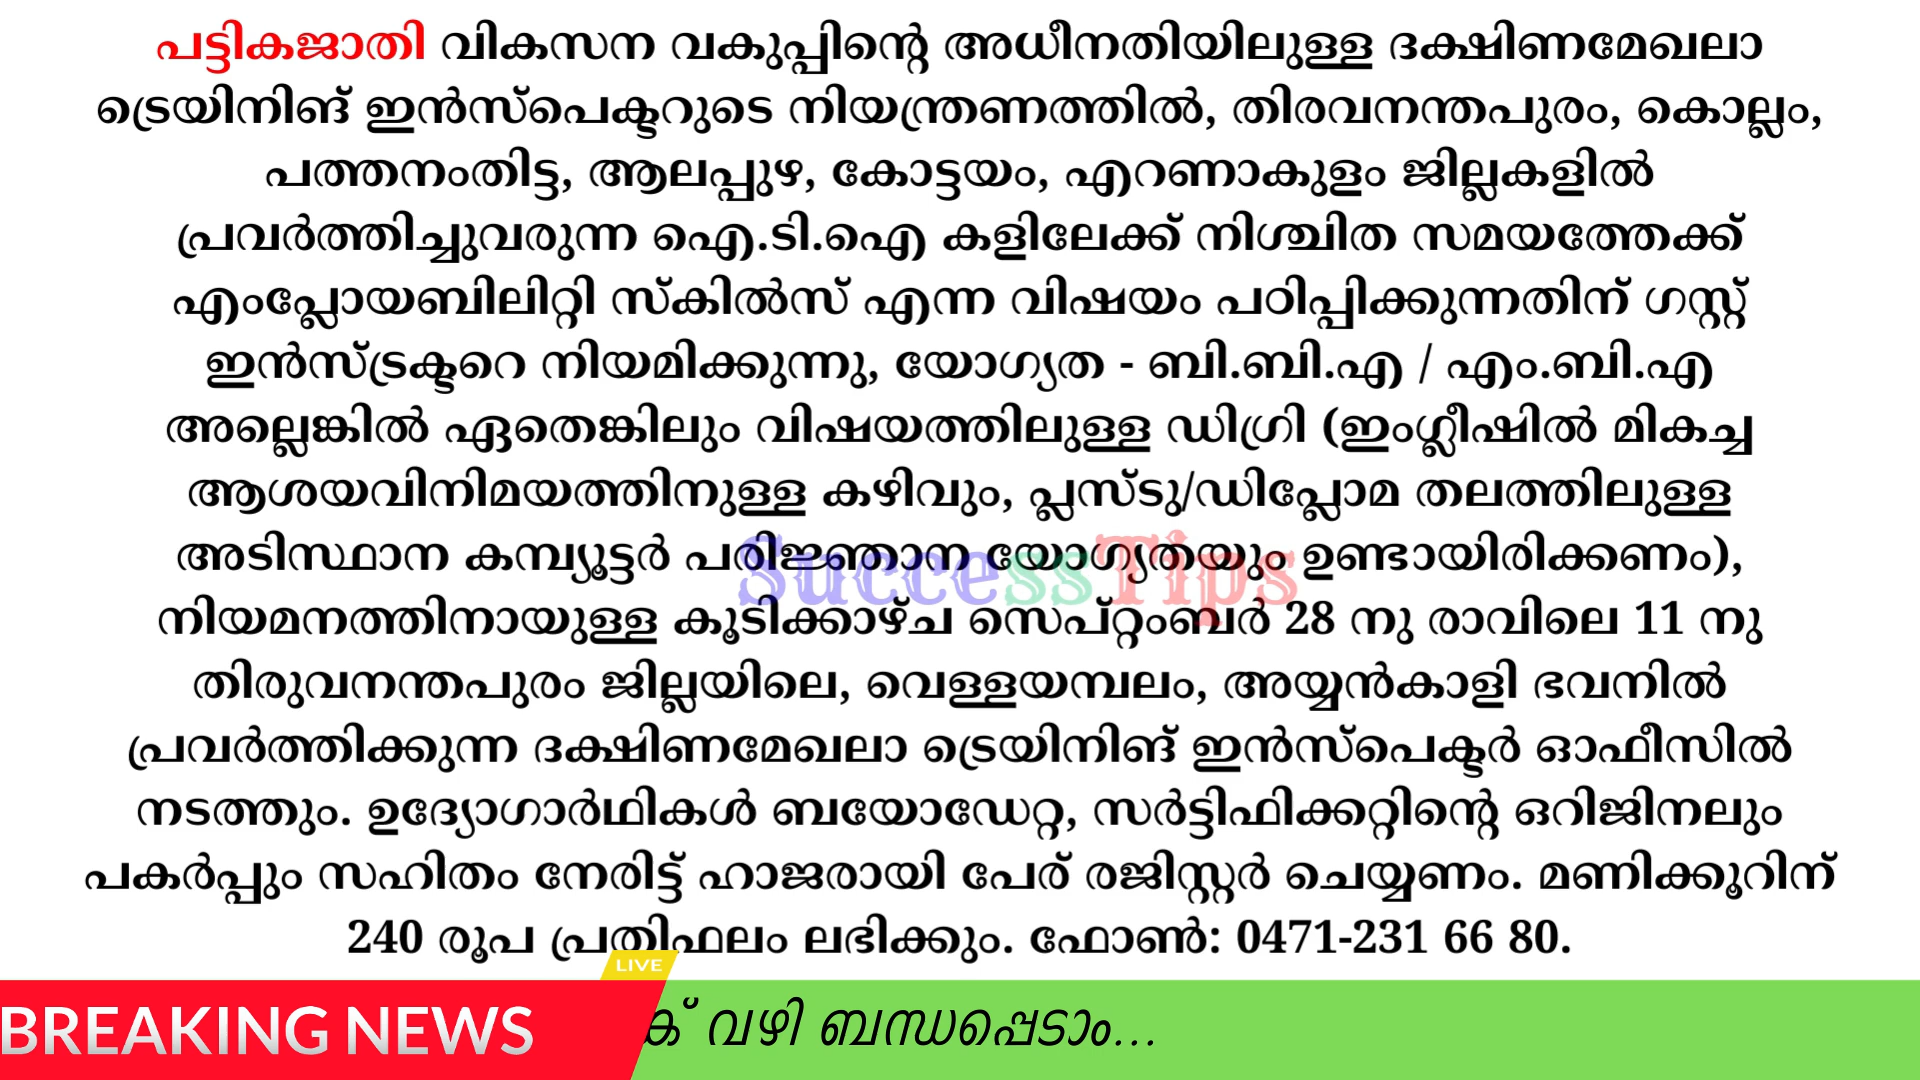 പട്ടികജാതി വികസന വകുപ്പിന്റെ അധീനതിയിലുള്ള ദക്ഷിണമേഖലാ
ട്രെയിനിങ് ഇൻസ്പെക്ടറുടെ നിയന്ത്രണത്തിൽ, തിരവനന്തപുരം, കൊല്ലം,
പത്തനംതിട്ട, ആലപ്പുഴ, കോട്ടയം, എറണാകുളം ജില്ലകളിൽ
പ്രവർത്തിച്ചുവരുന്ന ഐ.ടി.ഐ കളിലേക്ക് നിശ്ചിത സമയത്തേക്ക്
എംപ്ലോയബിലിറ്റി സ്കിൽസ് എന്ന വിഷയം പഠിപ്പിക്കുന്നതിന് ഗസ്റ്റ്
ഇൻസ്ട്രക്ടറെ നിയമിക്കുന്നു, യോഗ്യത - ബി.ബി.എ / എം.ബി.എ
അല്ലെങ്കിൽ ഏതെങ്കിലും വിഷയത്തിലുള്ള ഡിഗ്രി (ഇംഗ്ലീഷിൽ മികച്ച
ആശയവിനിമയത്തിനുള്ള കഴിവും, പ്ലസ്ടു/ഡിപ്ലോമ തലത്തിലുള്ള
അടിസ്ഥാന കമ്പ്യൂട്ടർ പരിജ്ഞാന യോഗ്യതയും ഉണ്ടായിരിക്കണം),
SuccessTips
നിയമനത്തിനായുള്ള കൂടിക്കാഴ്ച സെപ്റ്റംബർ 28 നു രാവിലെ 11 നു
തിരുവനന്തപുരം ജില്ലയിലെ, വെള്ളയമ്പലം, അയ്യൻകാളി ഭവനിൽ
പ്രവർത്തിക്കുന്ന ദക്ഷിണമേഖലാ ട്രെയിനിങ് ഇൻസ്പെക്ടർ ഓഫീസിൽ
നടത്തും. ഉദ്യോഗാർഥികൾ ബയോഡേറ്റ, സർട്ടിഫിക്കറ്റിന്റെ ഒറിജിനലും
പകർപ്പും സഹിതം നേരിട്ട് ഹാജരായി പേര് രജിസ്റ്റർ ചെയ്യണം. മണിക്കൂറിന്
240 രൂപ പ്രതിഫലം ലഭിക്കും. ഫോൺ: 0471-231 66 80.
LIVE
BREAKING NEWS
വഴി ബന്ധപ്പെടാം...